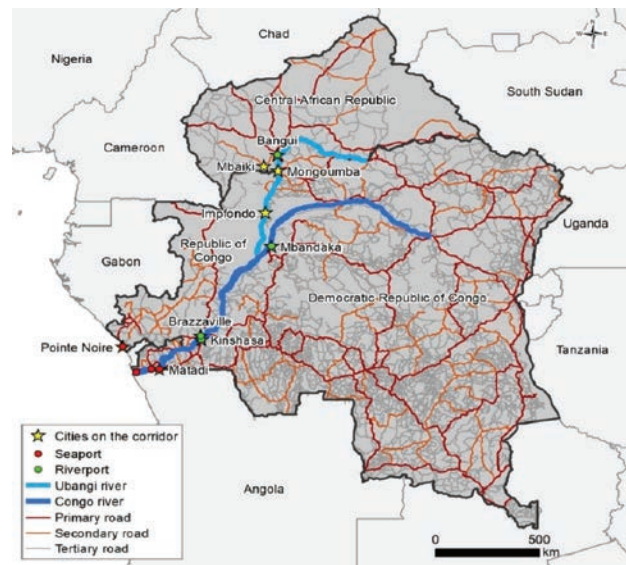 Chad
Nigeria
South Sudan
Central African Republic
Cameroon
Bangui
Mbaiki
Mongoumba
Impfondo
Uganda
Republic of
Congo
Gabon
Mbandaka
Democratic Republic of Congo
Brazzaville
Pointe Noire
Kinshasa
Tanzania
Matadi
Cities on the corridor
Seaport
Riverport
Ubangi river
Congo river
Primary road
Secondary road
Tertiary road
Angola
0 500
km